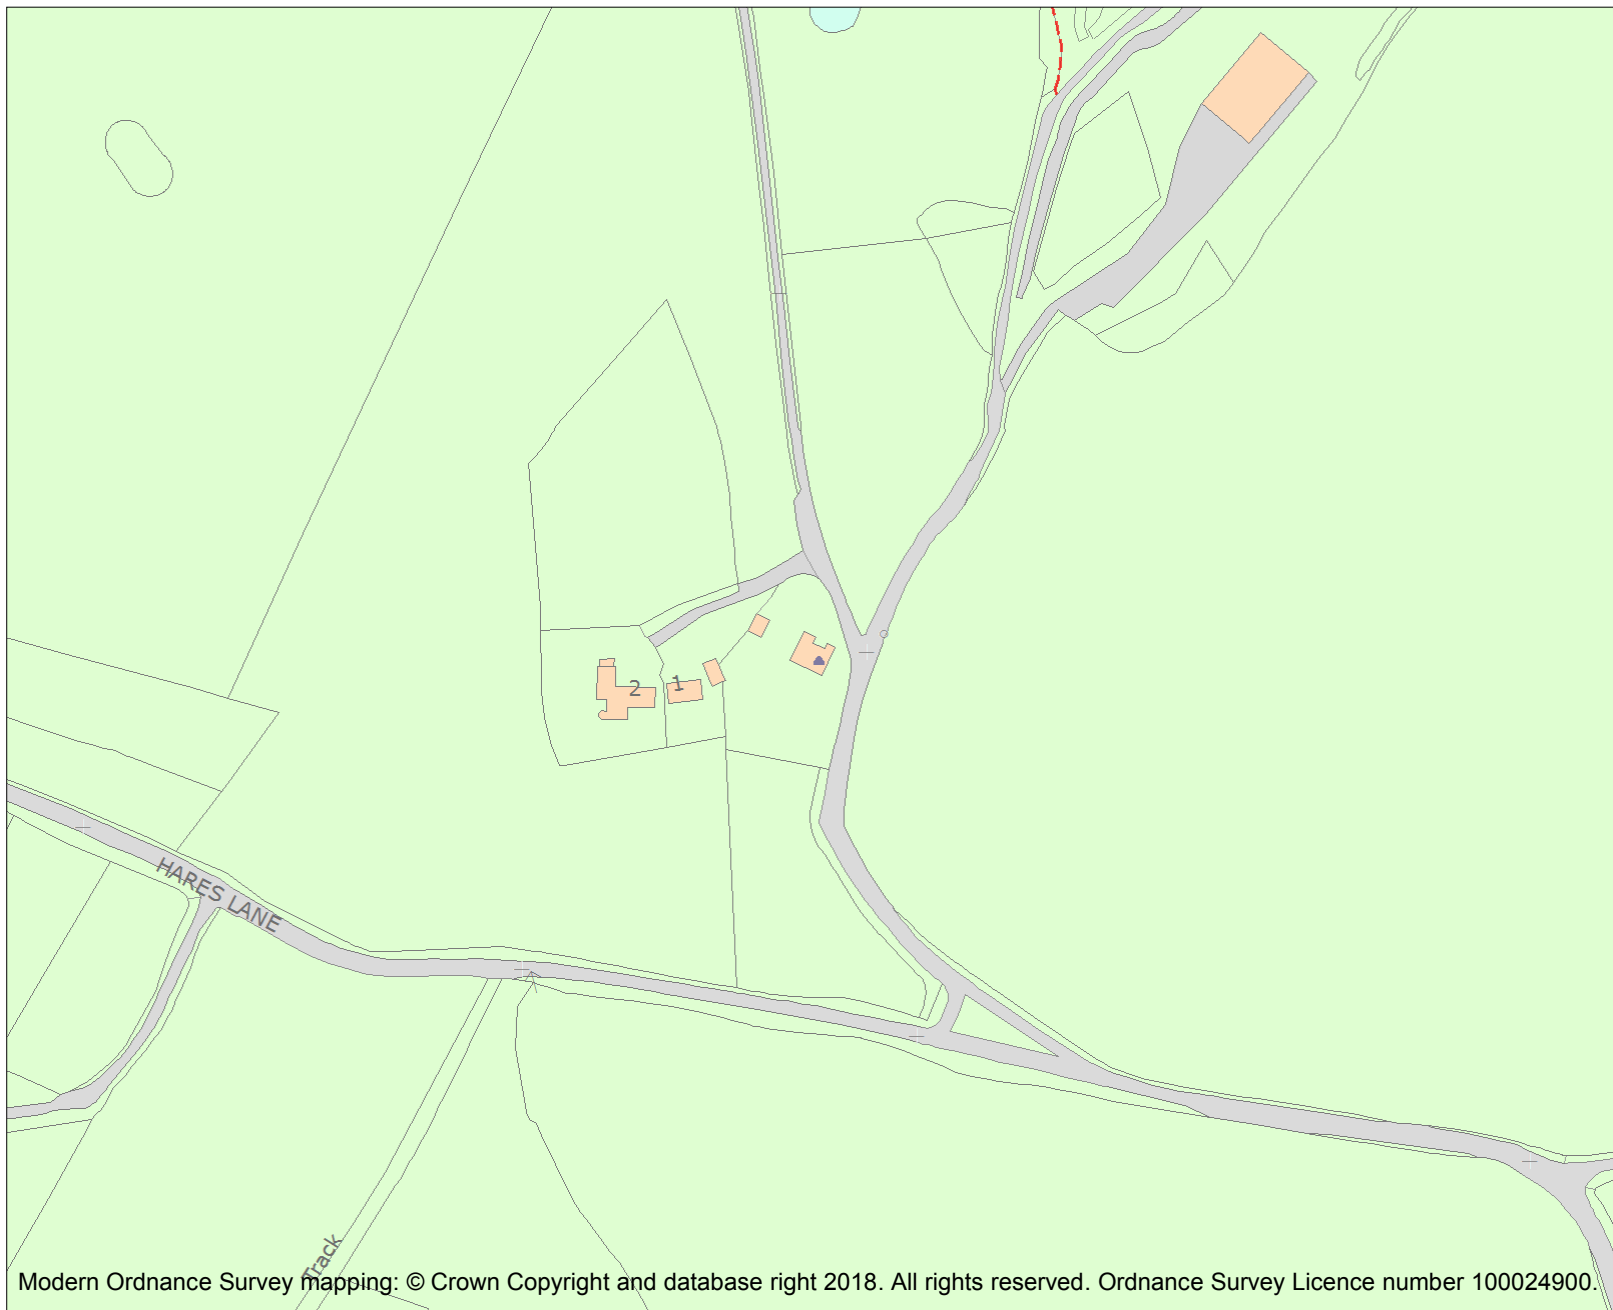 2
1
HARES LANE
Track
Modern Ordnance Survey mapping: © Crown Copyright and database right 2018. All rights reserved. Ordnance Survey Licence number 100024900.